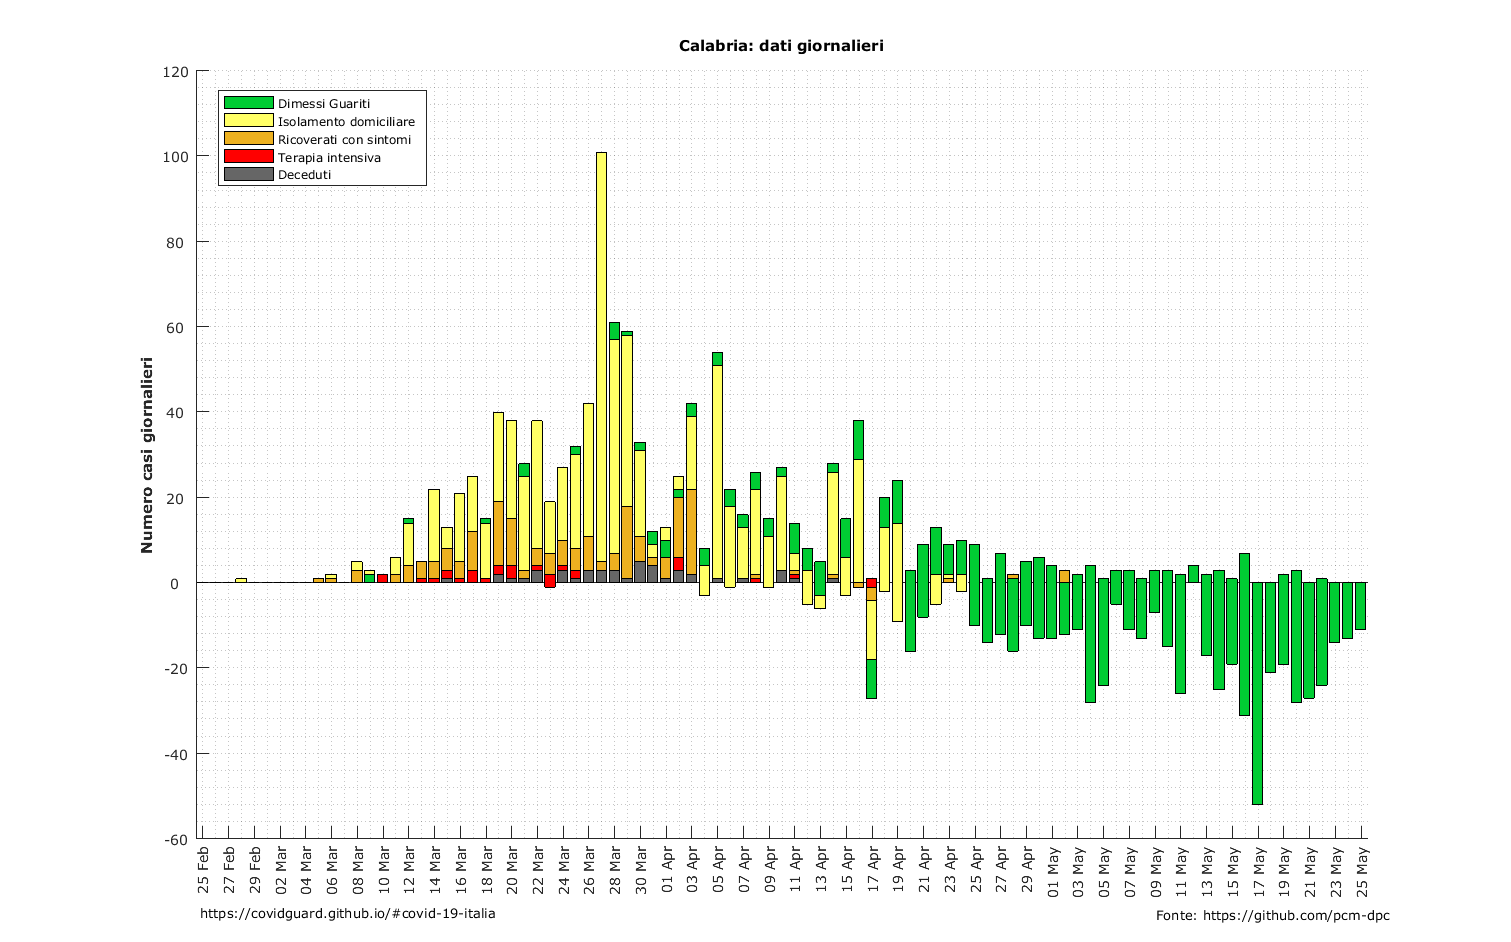 Calabria: dati giornalieri
120
100
80
60
40
20
0
-20
-40
-60
Numero casi giornalieri
Dimessi Guariti
Isolamento domiciliare
Ricoverati con sintomi
Terapia intensiva
Deceduti
25 Feb
27 Feb
29 Feb
02 Mar
04 Mar
06 Mar
08 Mar
10 Mar
12 Mar
14 Mar
16 Mar
18 Mar
20 Mar
22 Mar
24 Mar
26 Mar
28 Mar
30 Mar
01 Apr
03 Apr
05 Apr
07 Apr
09 Apr
11 Apr
13 Apr
15 Apr
17 Apr
19 Apr
21 Apr
23 Apr
25 Apr
27 Apr
29 Apr
01 May
03 May
05 May
07 May
09 May
11 May
13 May
15 May
17 May
19 May
21 May
23 May
25 May
https://covidguard.github.io/#covid-19-italia
Fonte: https://github.com/pcm-dpc